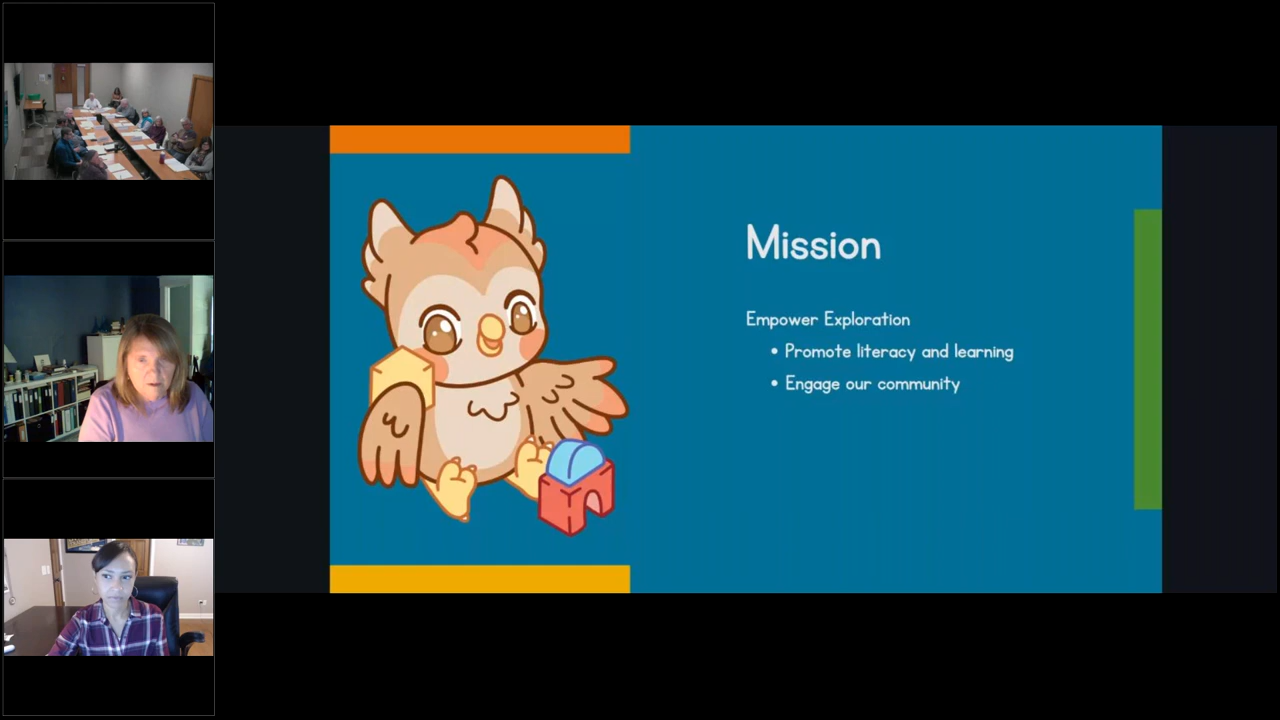 Mission
Empower Exploration
• Promote literacy and learning
• Engage our community